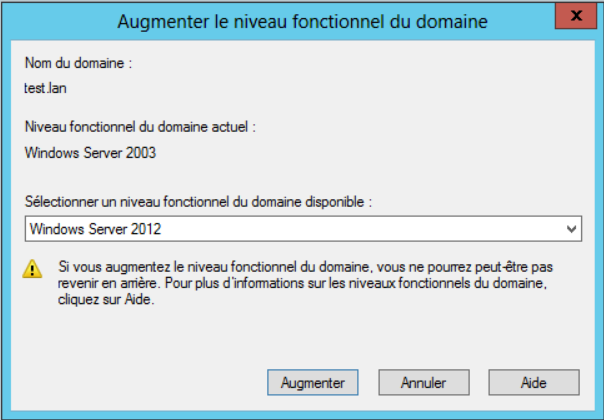 Augmenter le niveau fonctionnel du domaine
x
Nom du domaine :
test.lan
Niveau fonctionnel du domaine actuel :
Windows Server 2003
Sélectionner un niveau fonctionnel du domaine disponible :
Windows Server 2012
Si vous augmentez le niveau fonctionnel du domaine, vous ne pourrez peut-être pas
revenir en arrière. Pour plus d'informations sur les niveaux fonctionnels du domaine,
cliquez sur Aide.
Augmenter
Annuler
Aide